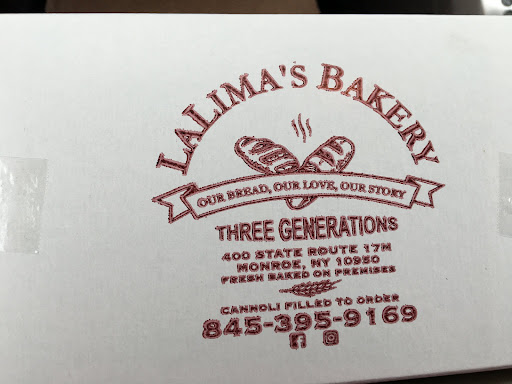 LALIMA'S BAKERY
OUR BREAD, OUR LOVE, OUR STORY
THREE GENERATIONS
400 STATE ROUTE 17M
MONROE, NY 10950
FRESH BAKED ON PREMISES
CANNOLI FILLED TO ORDER
845-395-9169